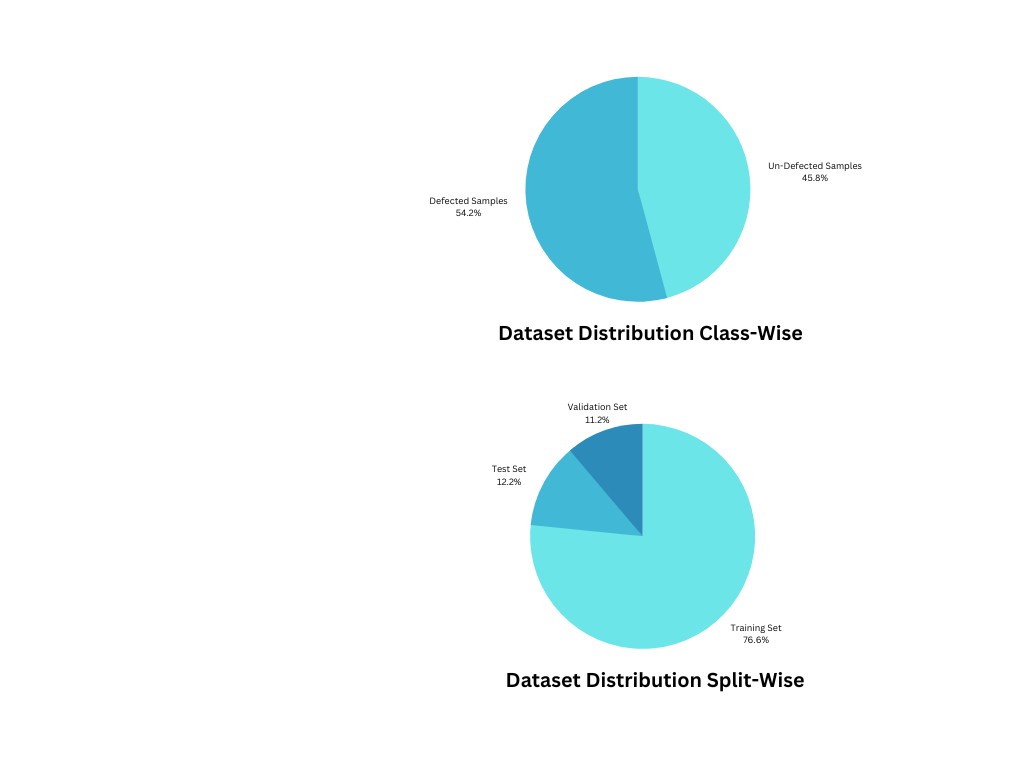 Un-Defected Samples
45.8%
Defected Samples
54.2%
Dataset Distribution Class-Wise
Validation Set
11.2%
Test Set
12.2%
Training Set
76.6%
Dataset Distribution Split-Wise